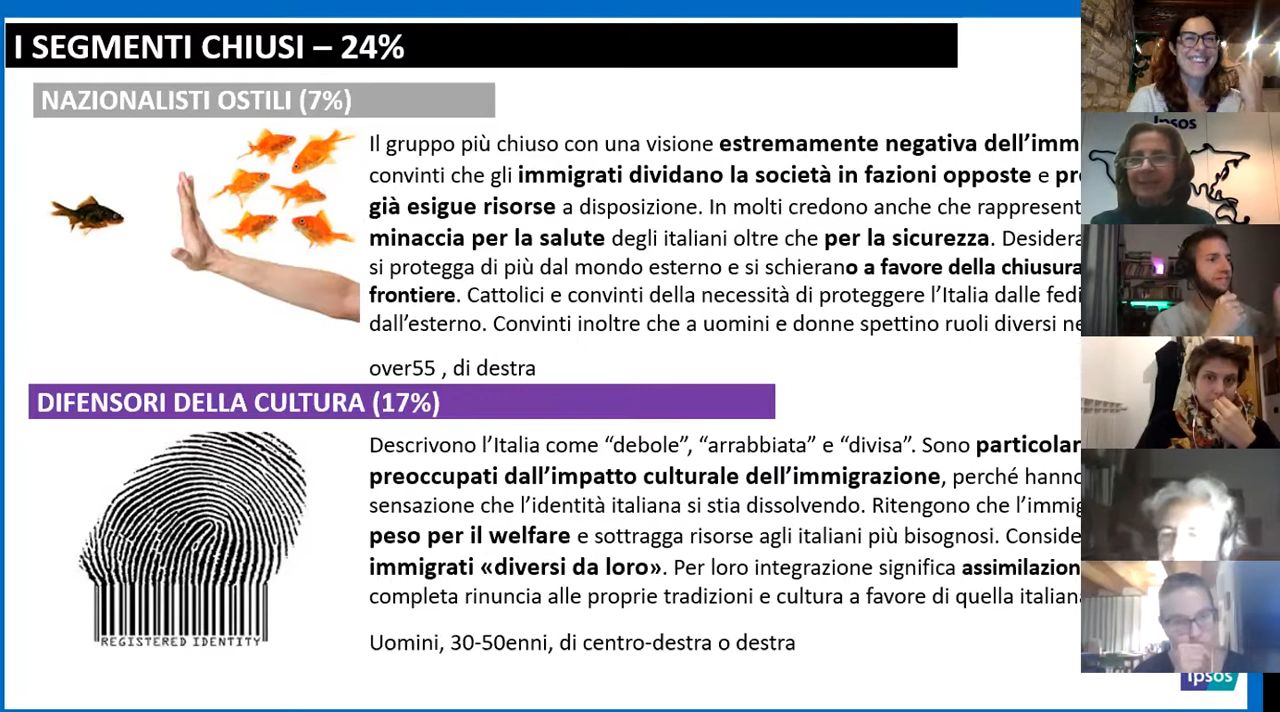 I SEGMENTI CHIUSI – 24%
NAZIONALISTI OSTILI (7%)
Il gruppo più chiuso con una visione estremamente negativa dell’imm
convinti che gli immigrati dividano la società in fazioni opposte e pr
già esigue risorse a disposizione. In molti credono anche che rappresent
minaccia per la salute degli italiani oltre che per la sicurezza. Desidera
si protegga di più dal mondo esterno e si schierano a favore della chiusura
frontiere. Cattolici e convinti della necessità di proteggere l’Italia dalle fedi
dall’esterno. Convinti inoltre che a uomini e donne spettino ruoli diversi ne
over55 , di destra
DIFENSORI DELLA CULTURA (17%)
Descrivono l’Italia come “debole”, “arrabbiata” e “divisa”. Sono particolar
preoccupati dall’impatto culturale dell’immigrazione, perché hanno
sensazione che l’identità italiana si stia dissolvendo. Ritengono che l’immig
peso per il welfare e sottragga risorse agli italiani più bisognosi. Conside
immigrati «diversi da loro». Per loro integrazione significa assimilazion
completa rinuncia alle proprie tradizioni e cultura a favore di quella italiana
REGISTERED IDENTITY
Uomini, 30-50enni, di centro-destra o destra
Ipsos
Ipsos